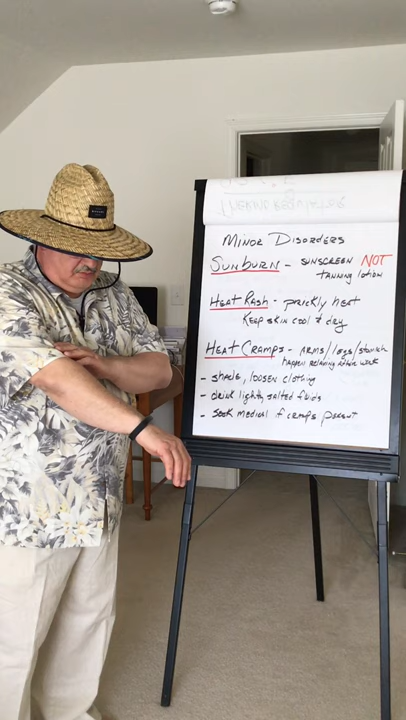 Minor Disorders
Sunburn - sunscreen NOT
tanning lotion
Heat Rash - prickly heat
Keep skin cool & dry
Heat Cramps - arms/legs/stomach
happen relaxing after work
- shade, loosen clothing
- drink lightly salted fluids
- Seek medical if cramps persist